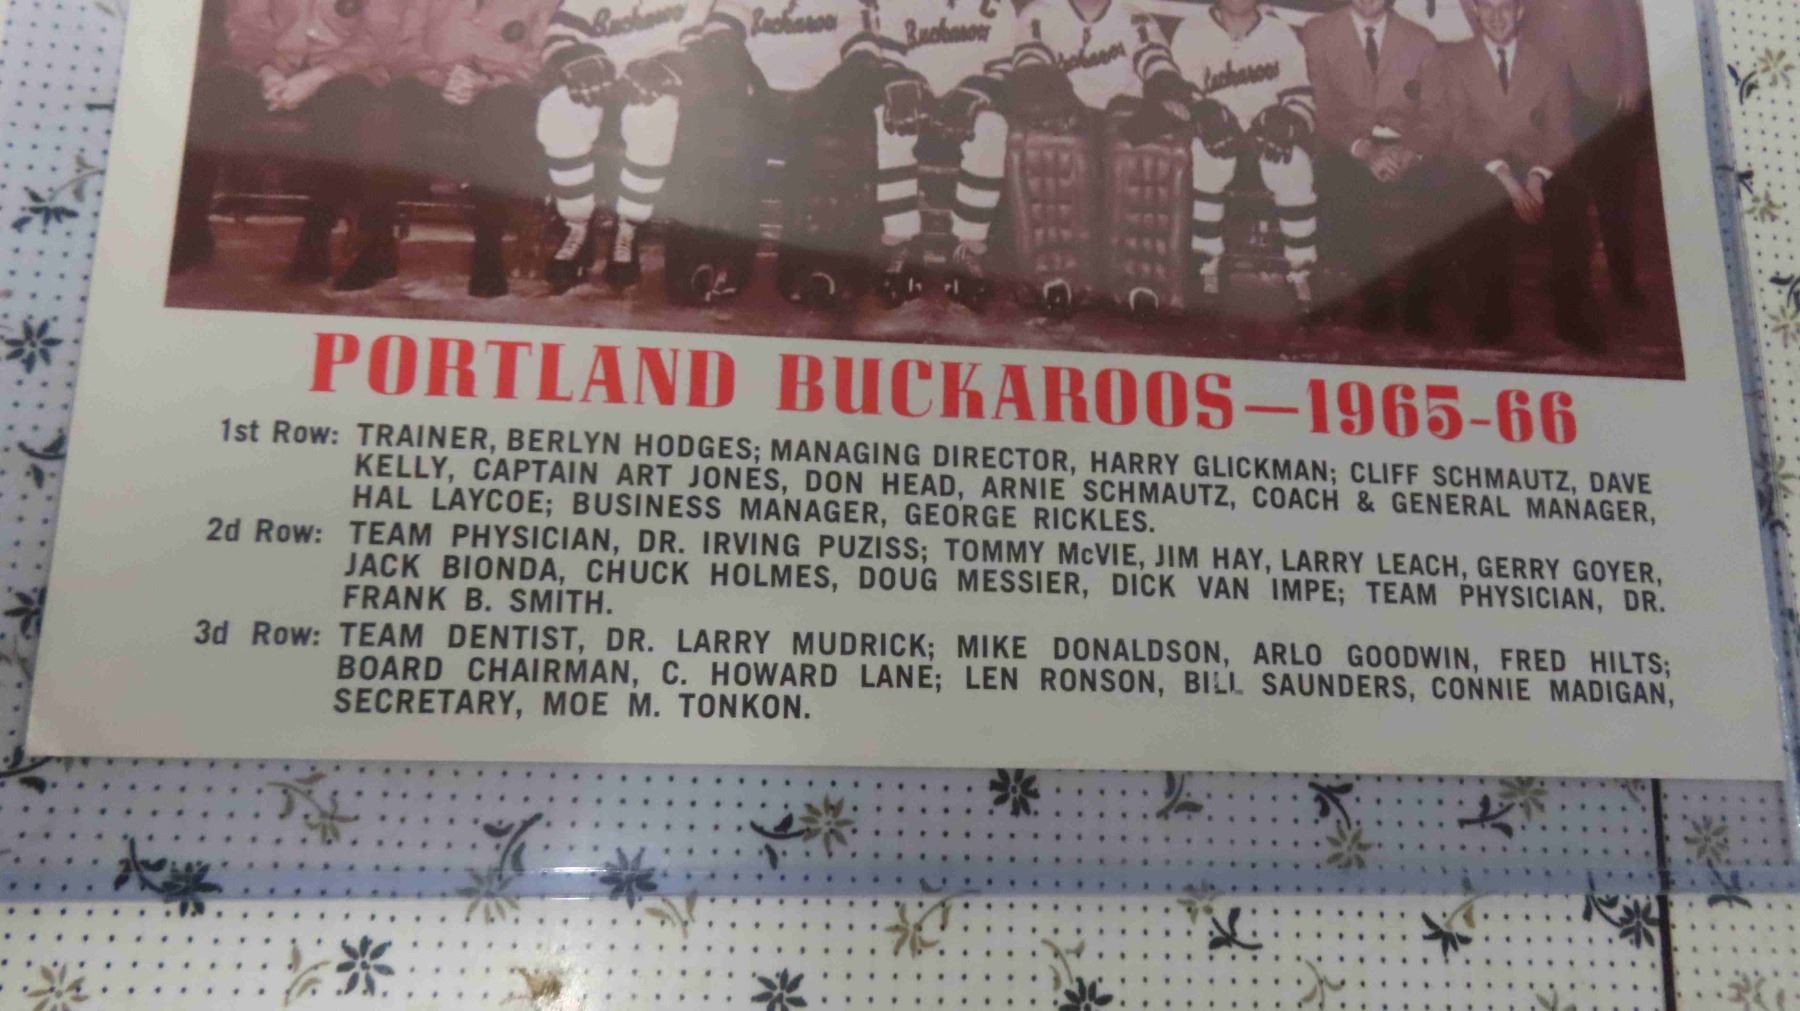 Buckaroos Buckaroos Buckaroos Buckaroos Buckaroos
PORTLAND BUCKAROOS—1965-66
1st Row: TRAINER, BERLYN HODGES; MANAGING DIRECTOR, HARRY GLICKMAN; CLIFF SCHMAUTZ, DAVE
KELLY, CAPTAIN ART JONES, DON HEAD, ARNIE SCHMAUTZ, COACH & GENERAL MANAGER,
HAL LAYCOE; BUSINESS MANAGER, GEORGE RICKLES.
2d Row: TEAM PHYSICIAN, DR. IRVING PUZISS; TOMMY McVIE, JIM HAY, LARRY LEACH, GERRY GOYER,
JACK BIONDA, CHUCK HOLMES, DOUG MESSIER, DICK VAN IMPE; TEAM PHYSICIAN, DR.
FRANK B. SMITH.
3d Row: TEAM DENTIST, DR. LARRY MUDRICK; MIKE DONALDSON, ARLO GOODWIN, FRED HILTS;
BOARD CHAIRMAN, C. HOWARD LANE; LEN RONSON, BILL SAUNDERS, CONNIE MADIGAN,
SECRETARY, MOE M. TONKON.